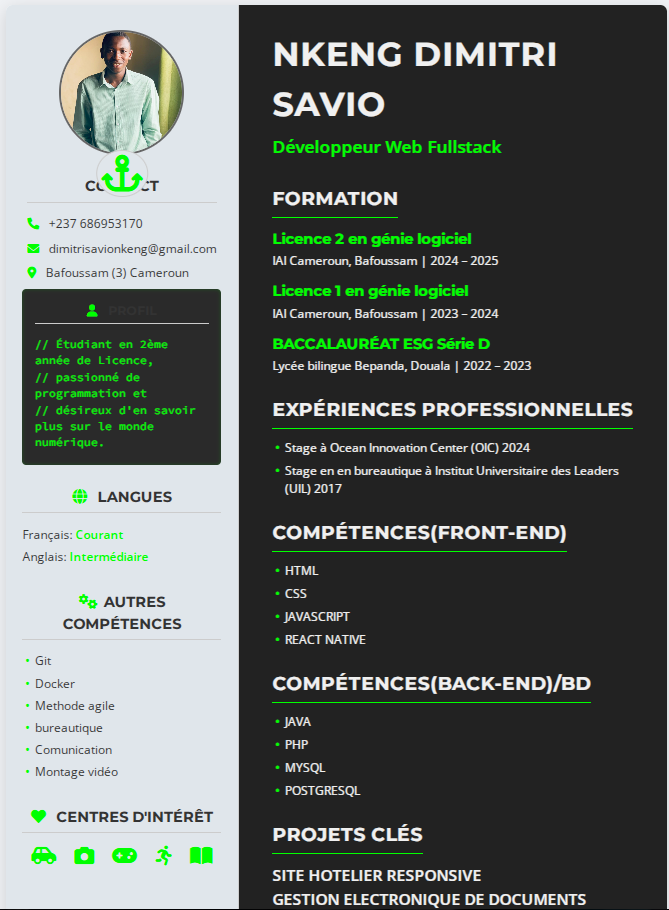 CO CT
+237 686953170
dimitrisavionkeng@gmail.com
Bafoussam (3) Cameroun
PROFIL
// Étudiant en 2ème
année de Licence,
// passionné de
programmation et
// désireux d'en savoir
plus sur le monde
numérique.
LANGUES
Français: Courant
Anglais: Intermédiaire
AUTRES
COMPÉTENCES
• Git
• Docker
• Methode agile
• bureautique
• Comunication
• Montage vidéo
CENTRES D'INTÉRÊT
NKENG DIMITRI
SAVIO
Développeur Web Fullstack
FORMATION
Licence 2 en génie logiciel
IAI Cameroun, Bafoussam | 2024 – 2025
Licence 1 en génie logiciel
IAI Cameroun, Bafoussam | 2023 – 2024
BACCALAURÉAT ESG Série D
Lycée bilingue Bepanda, Douala | 2022 – 2023
EXPÉRIENCES PROFESSIONNELLES
• Stage à Ocean Innovation Center (OIC) 2024
• Stage en en bureautique à Institut Universitaire des Leaders
(UIL) 2017
COMPÉTENCES(FRONT-END)
• HTML
• CSS
• JAVASCRIPT
• REACT NATIVE
COMPÉTENCES(BACK-END)/BD
• JAVA
• PHP
• MYSQL
• POSTGRESQL
PROJETS CLÉS
SITE HOTELIER RESPONSIVE
GESTION ELECTRONIQUE DE DOCUMENTS